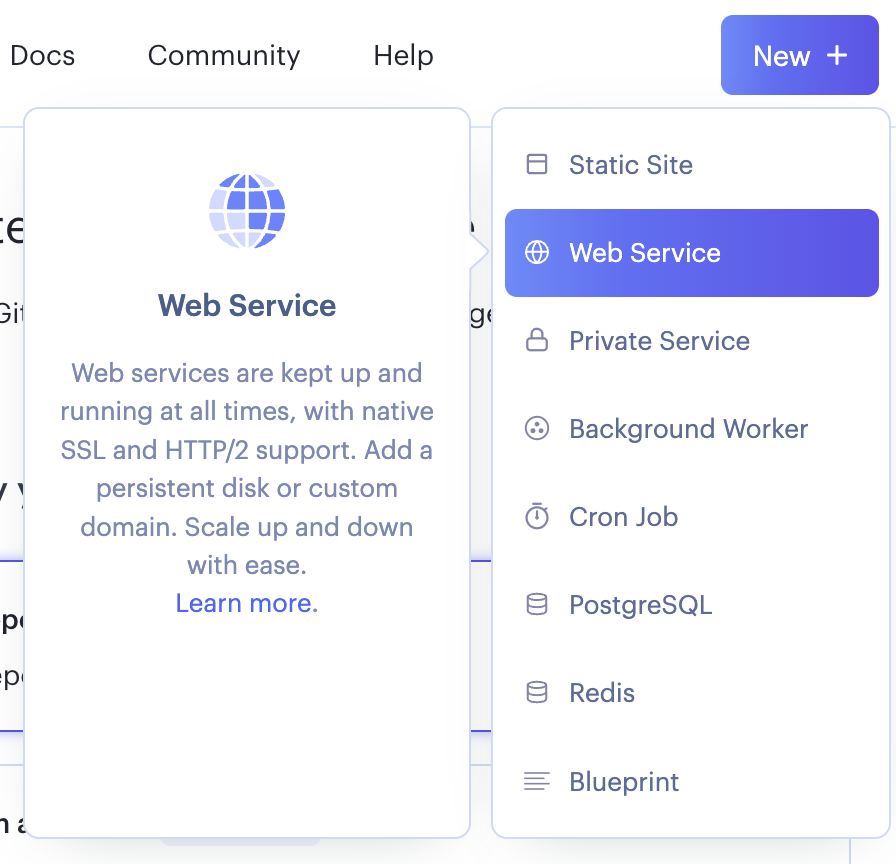 Docs
Community
Help
New +
Web Service
Web services are kept up and
running at all times, with native
SSL and HTTP/2 support. Add a
persistent disk or custom
domain. Scale up and down
with ease.
Learn more.
Static Site
Web Service
Private Service
Background Worker
Cron Job
PostgreSQL
Redis
Blueprint